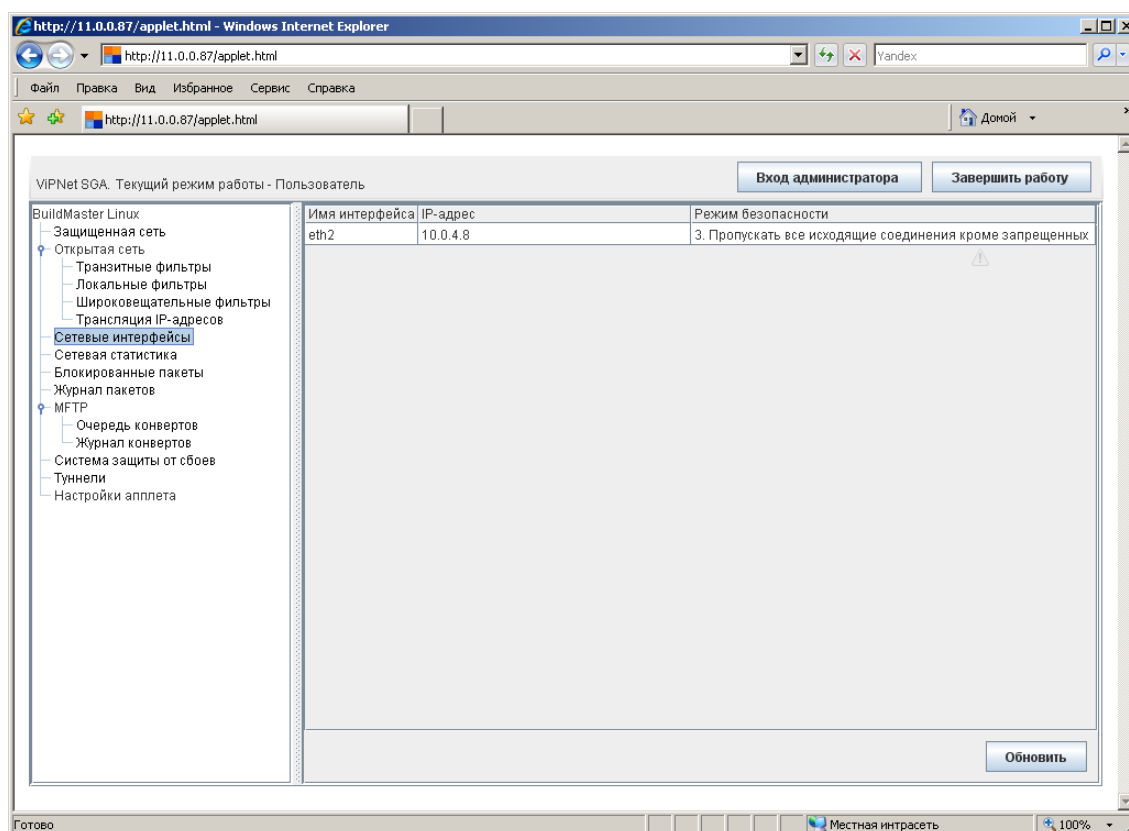 http://11.0.0.87/applet.html - Windows Internet Explorer
http://11.0.0.87/applet.html
Yandex
Файл Правка Вид Избранное Сервис Справка
http://11.0.0.87/applet.html
Домой
ViPNet SGA. Текущий режим работы - Пользователь
Вход администратора
Завершить работу
BuildMaster Linux
Защищенная сеть
Открытая сеть
Транзитные фильтры
Локальные фильтры
Широковещательные фильтры
Трансляция IP-адресов
Сетевые интерфейсы
Сетевая статистика
Блокированные пакеты
Журнал пакетов
MFTP
Очередь конвертов
Журнал конвертов
Система защиты от сбоев
Туннели
Настройки апплета
Имя интерфейса IP-адрес Режим безопасности
eth2 10.0.4.8 3. Пропускать все исходящие соединения кроме запрещенных
Обновить
Готово
Местная интрасеть
100%